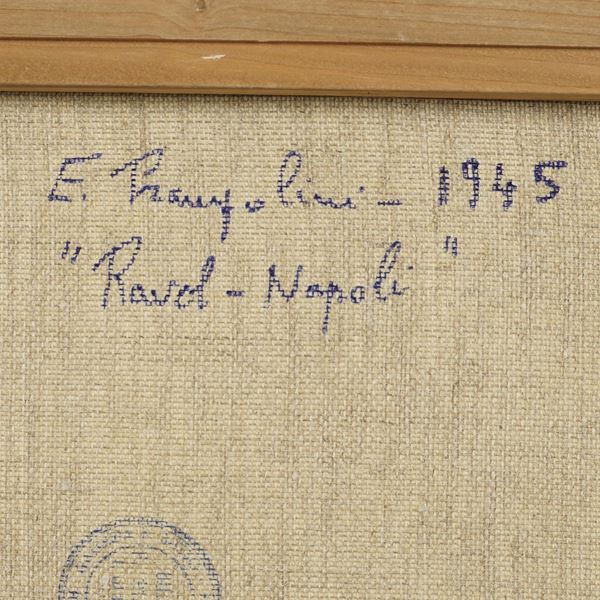 E. Prampolini - 1945
"Ravel - Napoli"